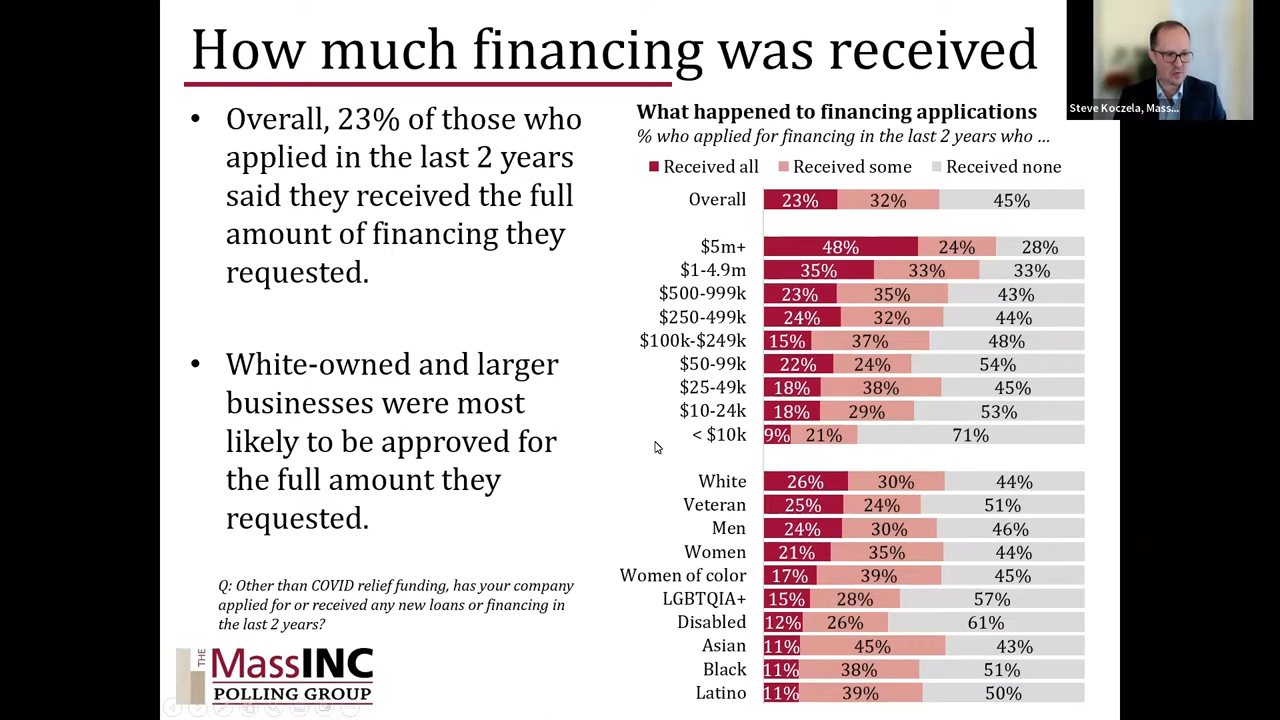 How much financing was received
Steve Koczela, Mass...
• Overall, 23% of those who
applied in the last 2 years
said they received the full
amount of financing they
requested.
• White-owned and larger
businesses were most
likely to be approved for
the full amount they
requested.
Q: Other than COVID relief funding, has your company
applied for or received any new loans or financing in
the last 2 years?
THE
MassINC
POLLING GROUP
What happened to financing applications
% who applied for financing in the last 2 years who ...
Received all Received some Received none
Overall 23% 32% 45%
$5m+ 48% 24% 28%
$1-4.9m 35% 33% 33%
$500-999k 23% 35% 43%
$250-499k 24% 32% 44%
$100k-$249k 15% 37% 48%
$50-99k 22% 24% 54%
$25-49k 18% 38% 45%
$10-24k 18% 29% 53%
< $10k 9% 21% 71%
White 26% 30% 44%
Veteran 25% 24% 51%
Men 24% 30% 46%
Women 21% 35% 44%
Women of color 17% 39% 45%
LGBTQIA+ 15% 28% 57%
Disabled 12% 26% 61%
Asian 11% 45% 43%
Black 11% 38% 51%
Latino 11% 39% 50%